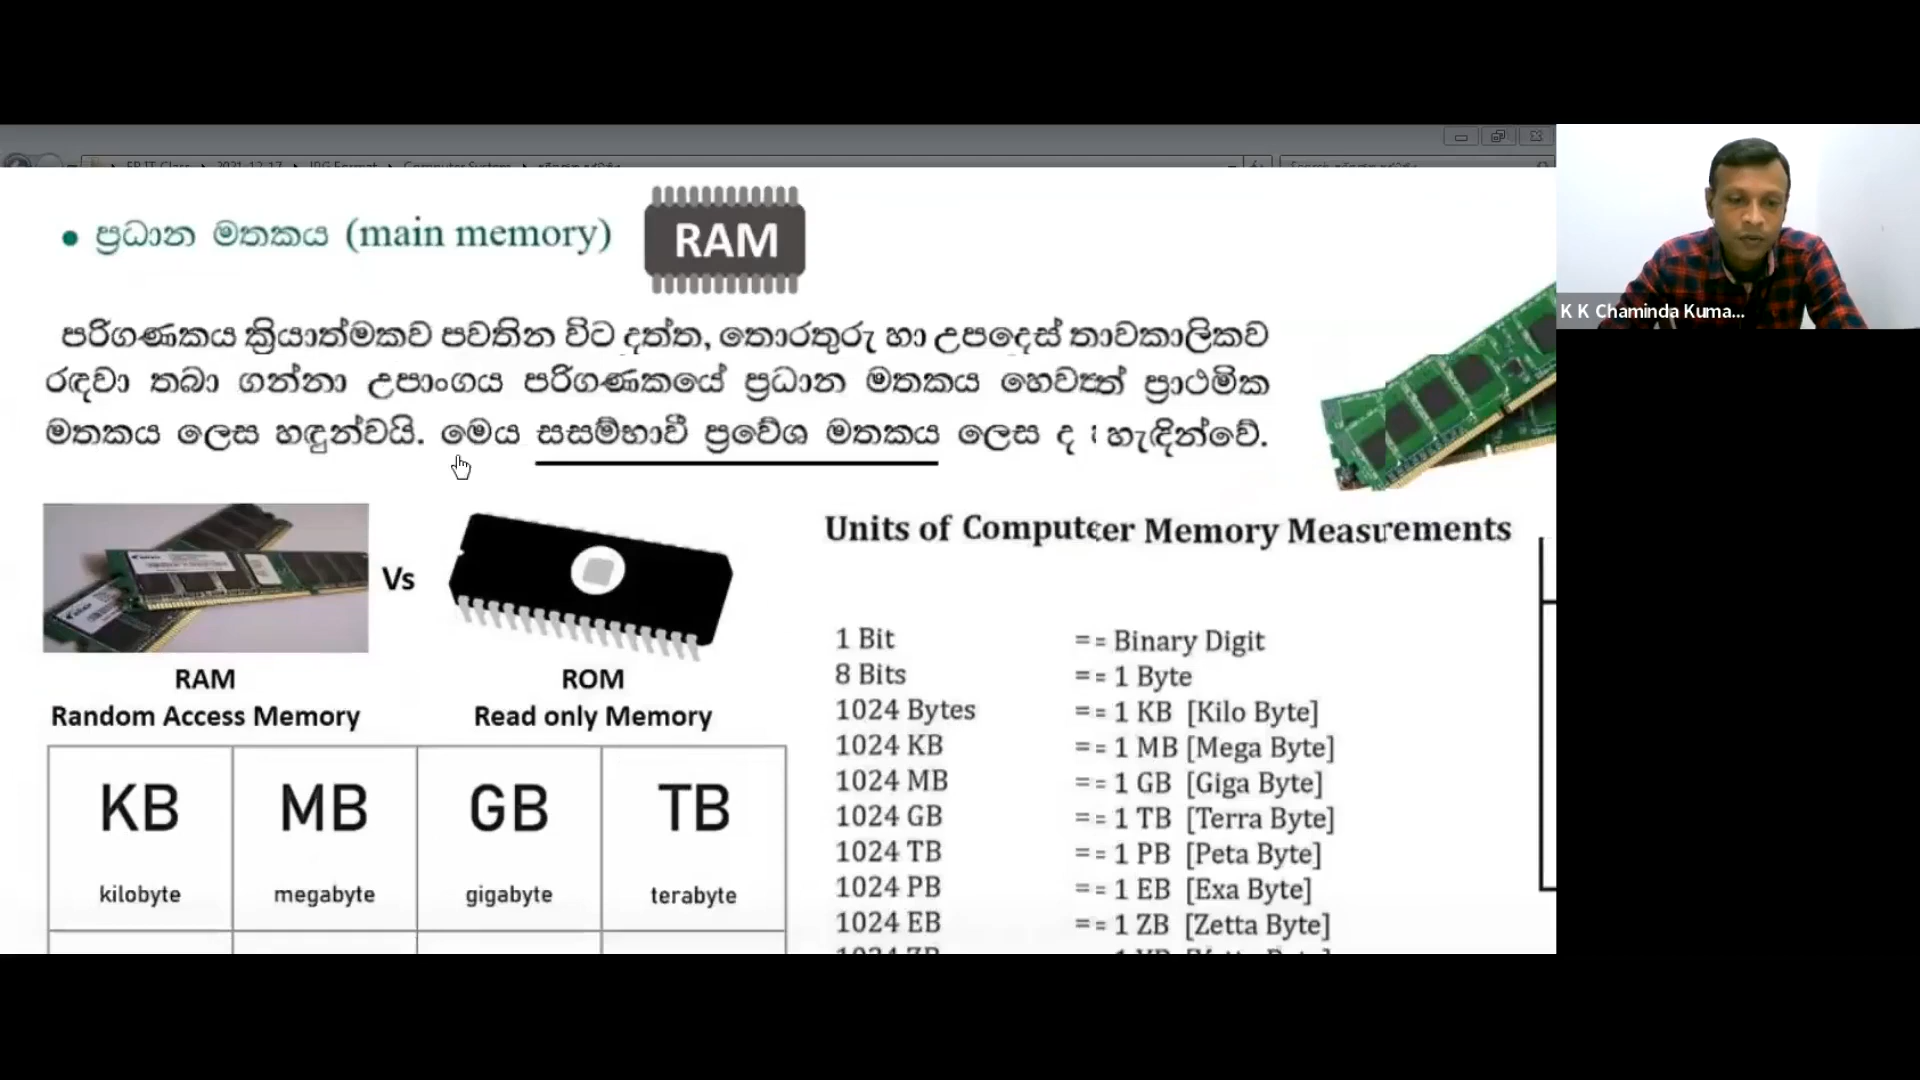 • ප්‍රධාන මතකය (main memory)
RAM
පරිගණකය ක්‍රියාත්මකව පවතින විට දත්ත, තොරතුරු හා උපදෙස් තාවකාලිකව
රඳවා තබා ගන්නා උපාංගය පරිගණකයේ ප්‍රධාන මතකය හෙවත් ප්‍රාථමික
මතකය ලෙස හඳුන්වයි. මෙය සසම්භාවී ප්‍රවේශ මතකය ලෙස ද හැඳින්වේ.
K K Chaminda Kuma...
Vs
RAM
Random Access Memory
ROM
Read only Memory
KB MB GB TB
kilobyte megabyte gigabyte terabyte
Units of Computer Memory Measurements
1 Bit = = Binary Digit
8 Bits = = 1 Byte
1024 Bytes = = 1 KB [Kilo Byte]
1024 KB = = 1 MB [Mega Byte]
1024 MB = = 1 GB [Giga Byte]
1024 GB = = 1 TB [Terra Byte]
1024 TB = = 1 PB [Peta Byte]
1024 PB = = 1 EB [Exa Byte]
1024 EB = = 1 ZB [Zetta Byte]